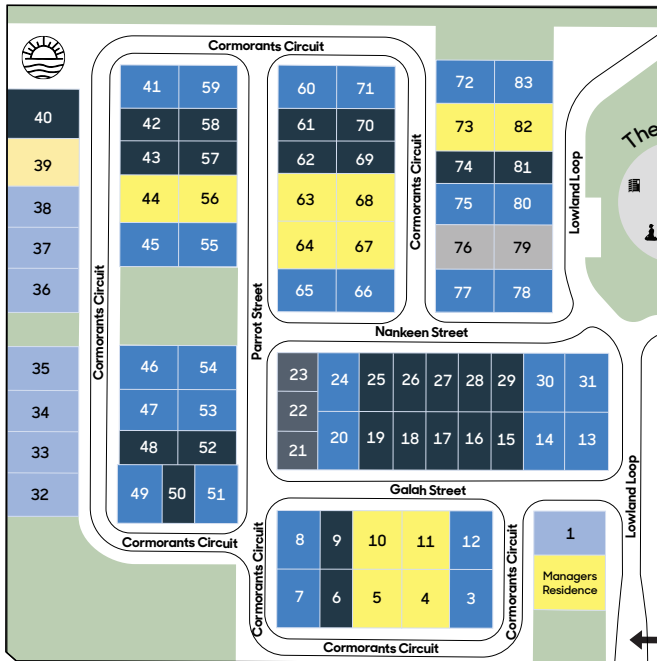 Cormorants Circuit
41 59
60 71
72 83
40
42 58
61 70
73 82
The
39
43 57
62 69
74 81
38
44 56
63 68
75 80
Lowland Loop
37
45 55
64 67
76 79
Cormorants Circuit
36
65 66
77 78
Cormorants Circuit
Parrot Street
Nankeen Street
35
46 54
23 24 25 26 27 28 29 30 31
34
47 53
22
33
48 52
21 20 19 18 17 16 15 14 13
32
49 50 51
Galah Street
Lowland Loop
Cormorants Circuit
Cormorants Circuit
8 9 10 11 12
1
7 6 5 4 3
Managers
Residence
Cormorants Circuit
Cormorants Circuit